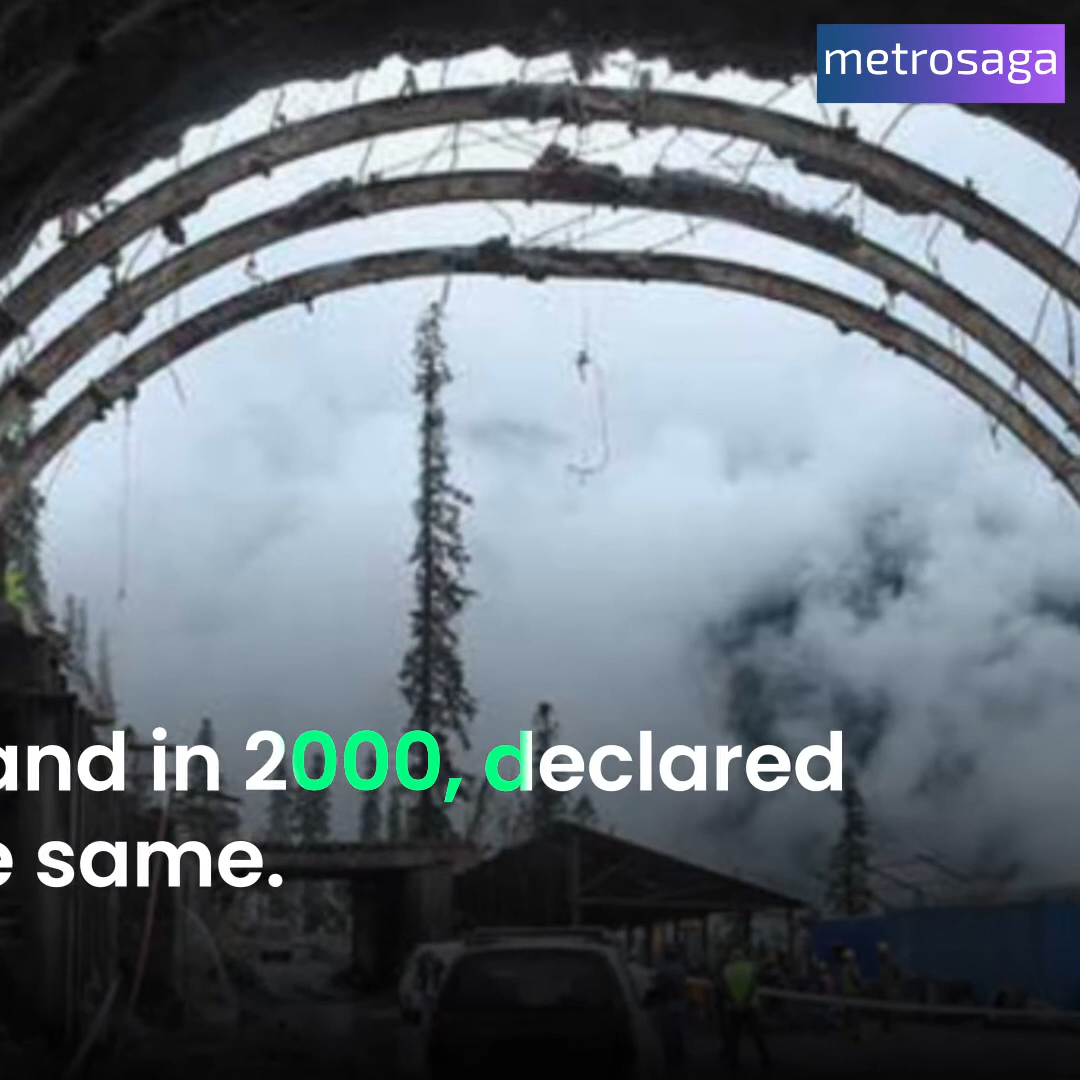 metrosaga
and in 2000, declared
same.